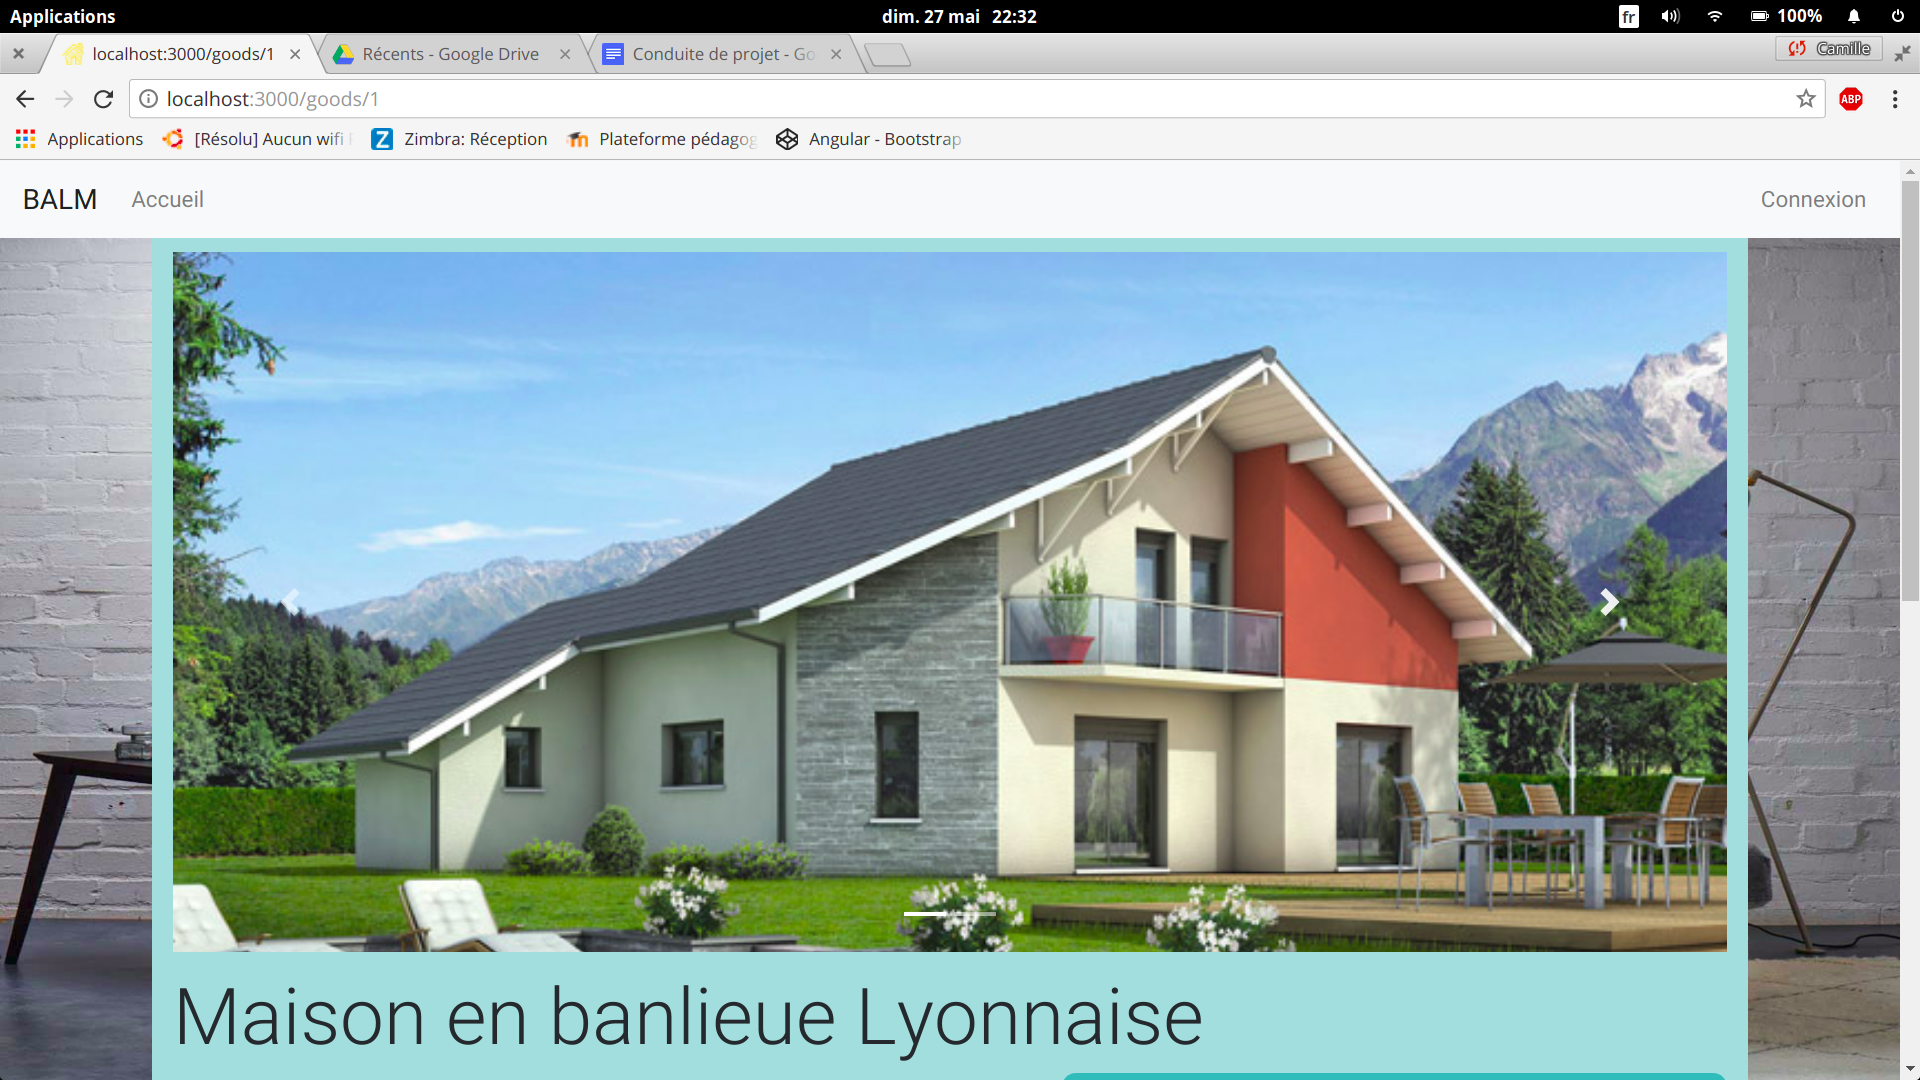 Applications
dim. 27 mai 22:32
fr
100%
localhost:3000/goods/1
Récents - Google Drive
Conduite de projet - Go
Camille
localhost:3000/goods/1
ABP
Applications
[Résolu] Aucun wifi
Z
Zimbra: Réception
Plateforme pédagog
Angular - Bootstrap
BALM
Accueil
Connexion
Maison en banlieue Lyonnaise